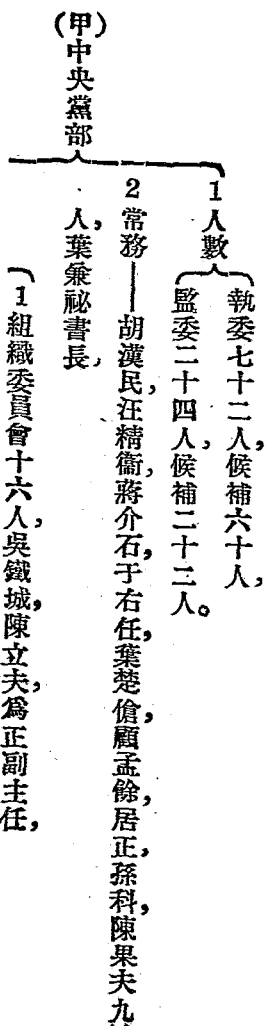 (甲)中央黨部
1人數
執委七十二人,候補六十人,
監委二十四人,候補二十二人。
2常務——胡漢民,汪精衞,蔣介石,于右任,葉楚傖,顧孟餘,居正,孫科,陳果夫九
人,葉兼祕書長,
1組織委員會十六人,吳鐵城,陳立夫,爲正副主任,